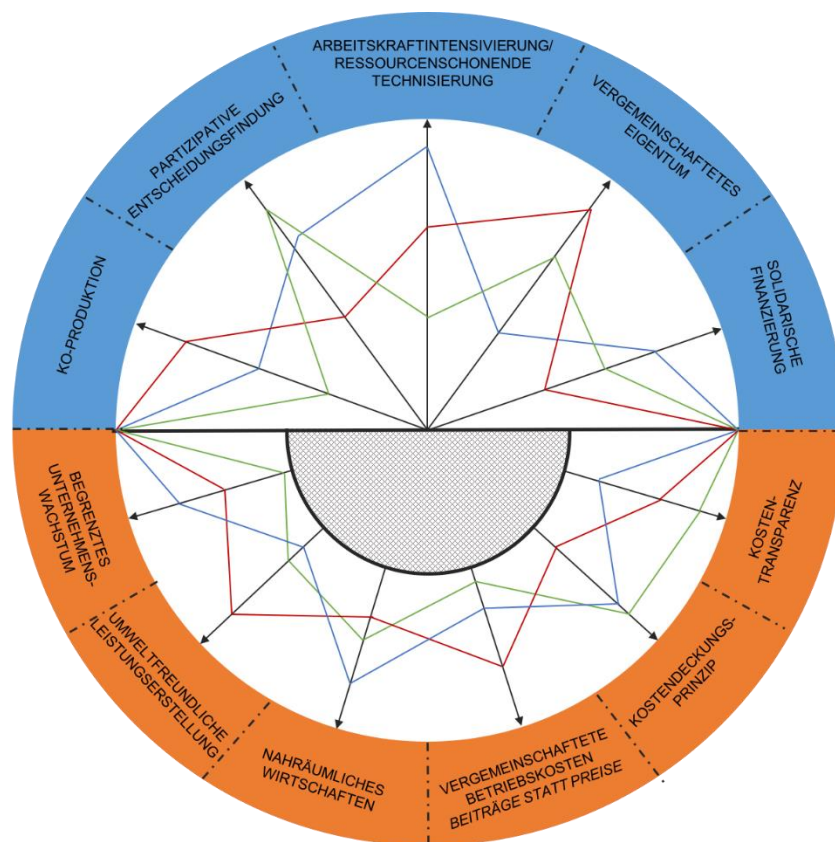 ARBEITSKRAFTINTENSIVIERUNG/
RESSOURCENSCHONENDE
TECHNISIERUNG
PARTIZIPATIVE
ENTSCHEIDUNGSFINDUNG
VERGEMEINSCHAFTETES
EIGENTUM
KO-PRODUKTION
SOLIDARISCHE
FINANZIERUNG
BEGRENZTES
UNTERNEHMENS-
WACHSTUM
KOSTEN-
TRANSPARENZ
UMWELTFREUNDLICHE
LEISTUNGSERSTELLUNG
KOSTENDECKUNGS-
PRINZIP
NAHRÄUMLICHES
WIRTSCHAFTEN
VERGEMEINSCHAFTETE
BETRIEBSKOSTEN
BEITRÄGE STATT PREISE